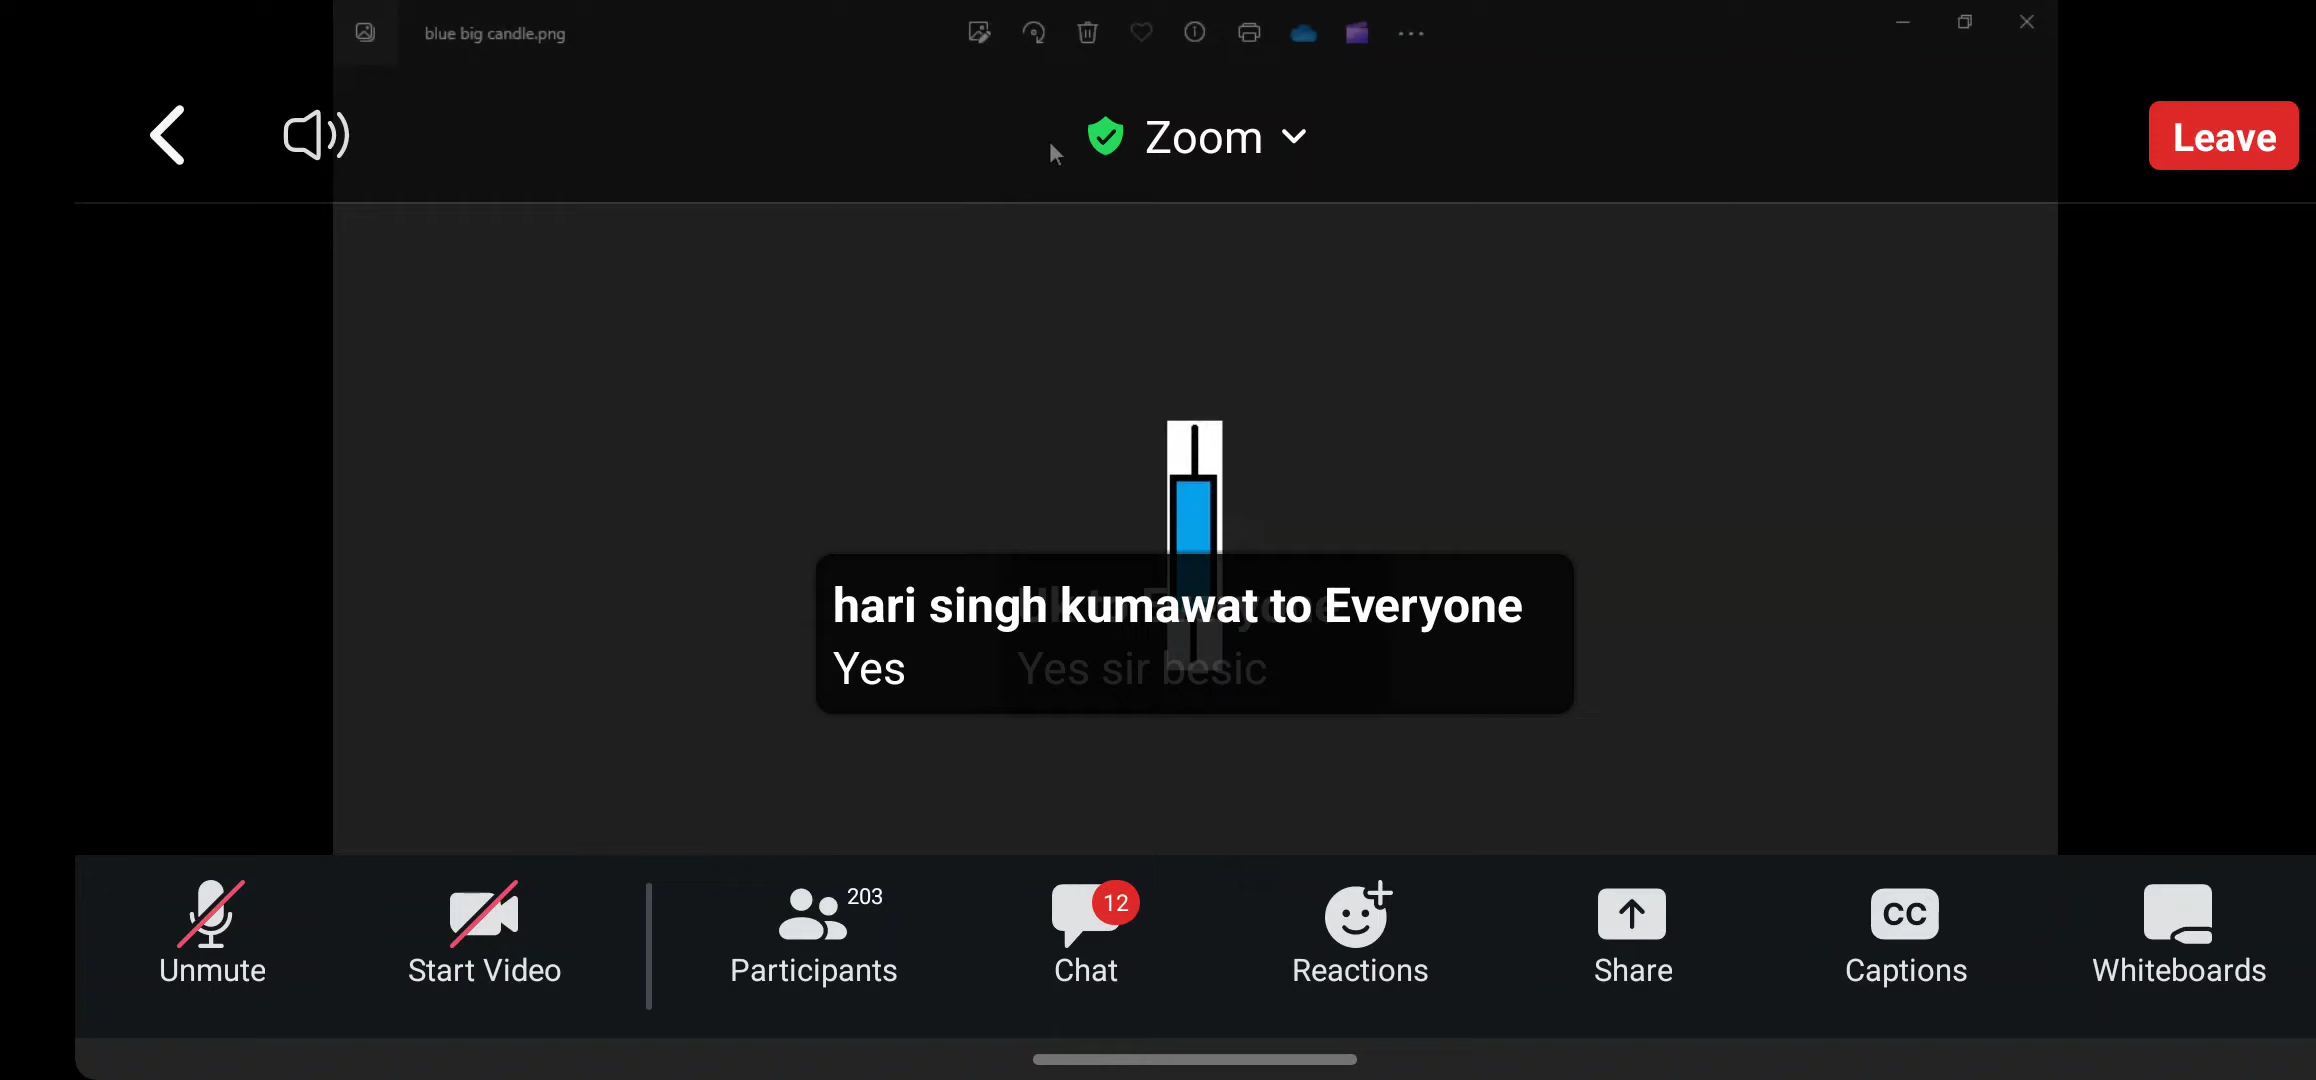 blue big candle.png
Zoom
Leave
hari singh kumawat to Everyone
Yes
Yes sir besic
203
12
CC
Unmute
Start Video
Participants
Chat
Reactions
Share
Captions
Whiteboards